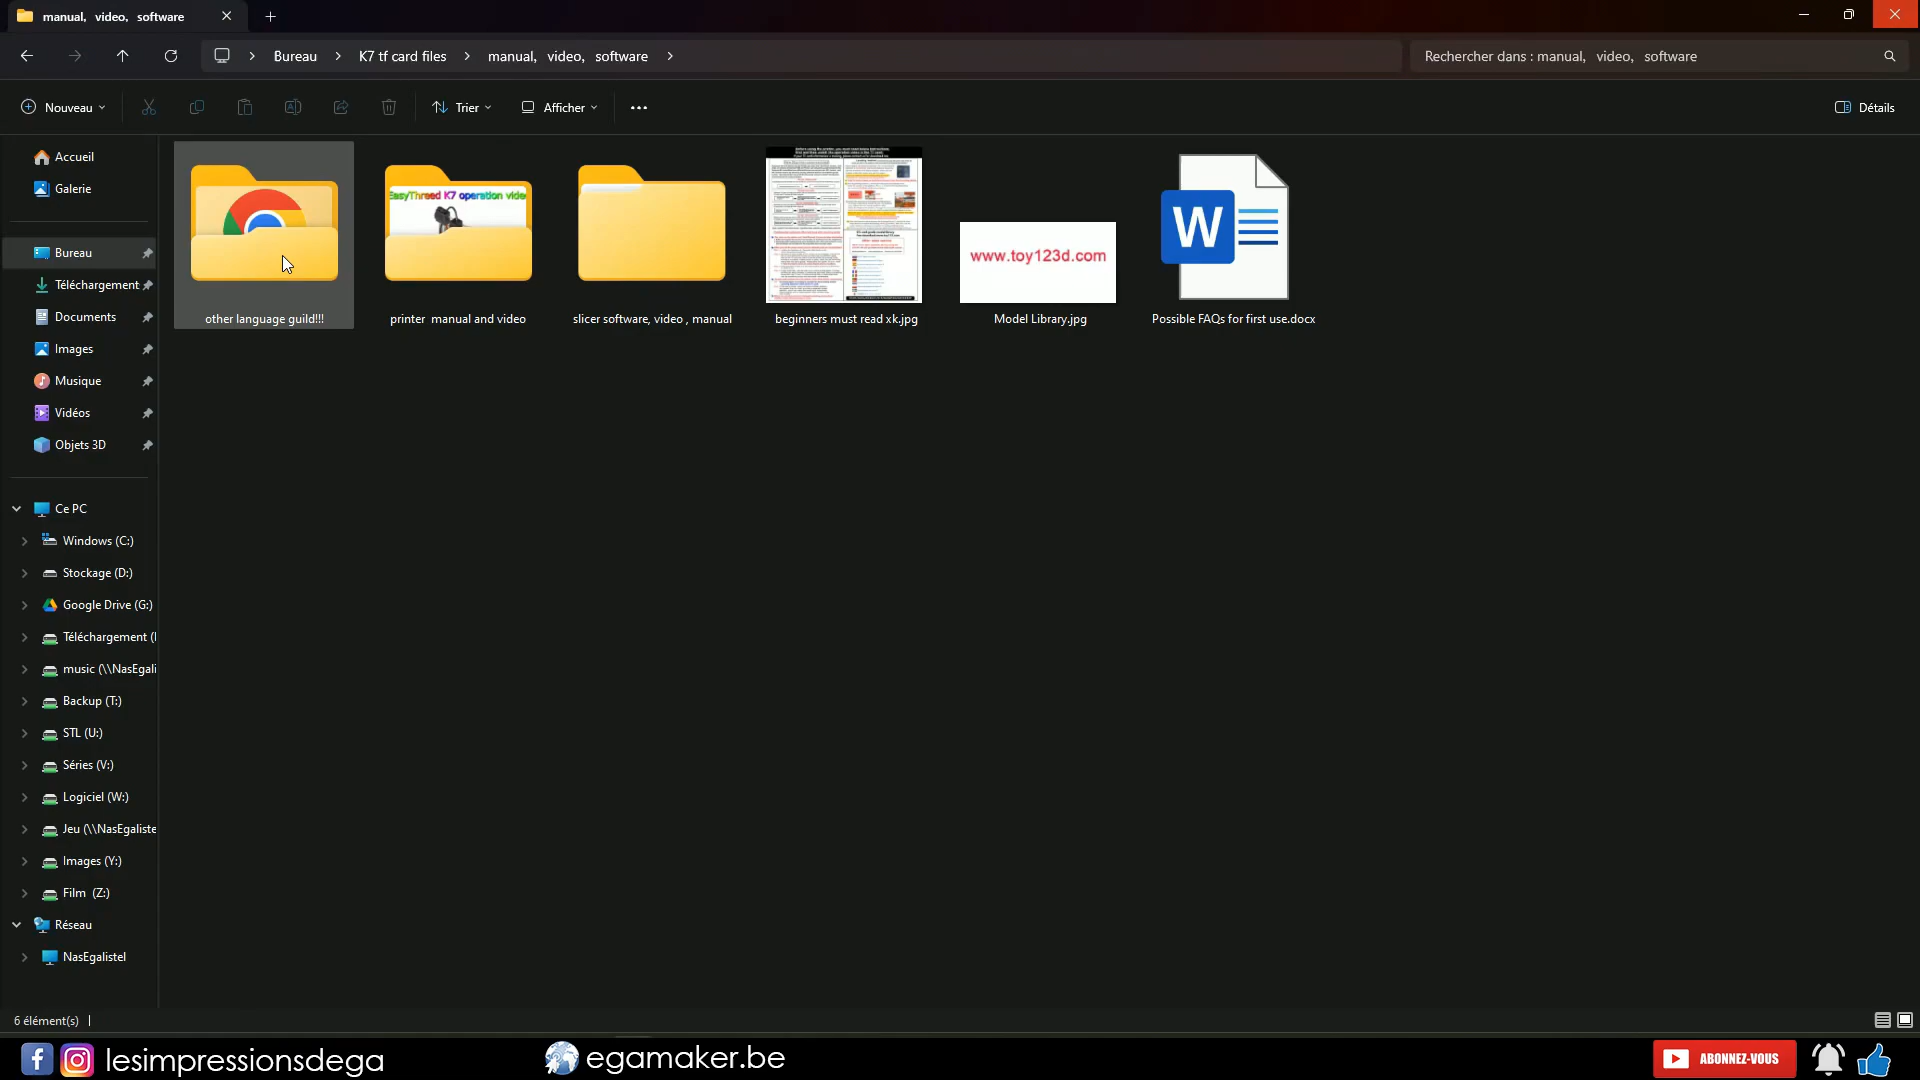 manual, video, software
Bureau
K7 tf card files
manual, video, software
Rechercher dans : manual, video, software
Nouveau
Trier
Afficher
Détails
Accueil
Galerie
Bureau
Téléchargement
Documents
Images
Musique
Vidéos
Objets 3D
Ce PC
Windows (C:)
Stockage (D:)
Google Drive (G:)
Téléchargement (
music (\\NasEgali
Backup (T:)
STL (U:)
Séries (V:)
Logiciel (W:)
Jeu (\\NasEgaliste
Images (Y:)
Film (Z:)
Réseau
NasEgalistel
EasyThreed K7 operation vide
www.toy123d.com
W
other language guild!!!
printer manual and video
slicer software, video , manual
beginners must read xk.jpg
Model Library.jpg
Possible FAQs for first use.docx
6 élément(s)
lesimpressionsdega
egamaker.be
ABONNEZ-VOUS